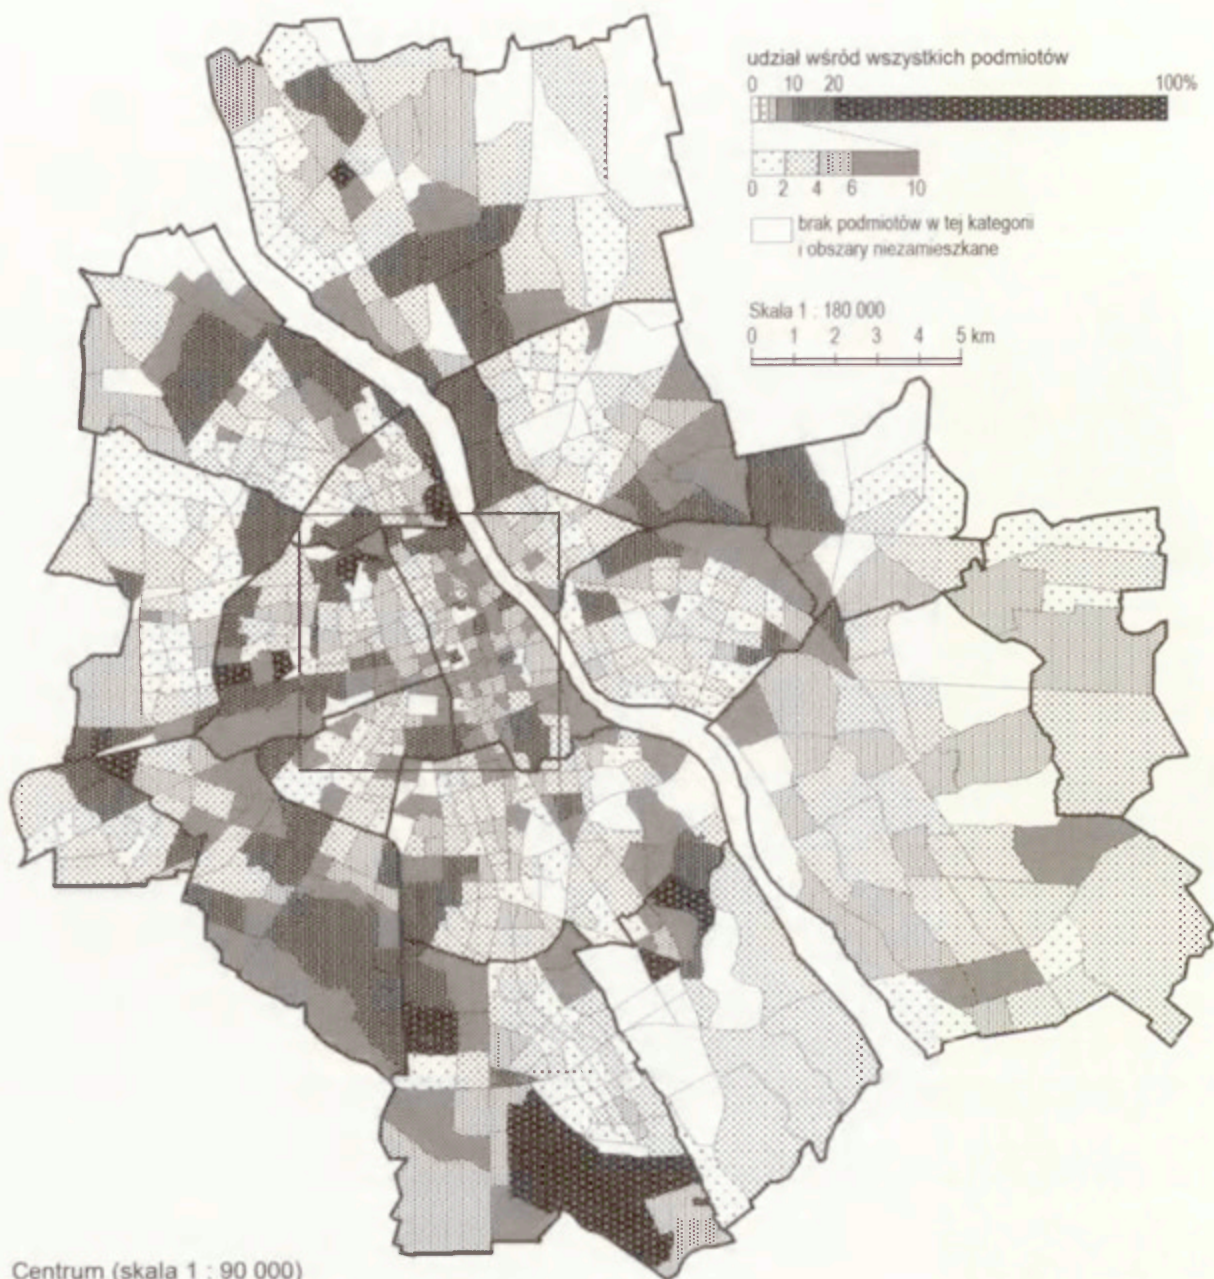 udział wśród wszystkich podmiotów
0 10 20 100%
0 2 4 6 10
brak podmiotów w tej kategorii
i obszary niezamieszkane
Skala 1 : 180 000
0 1 2 3 4 5 km
Centrum (skala 1 : 90 000)